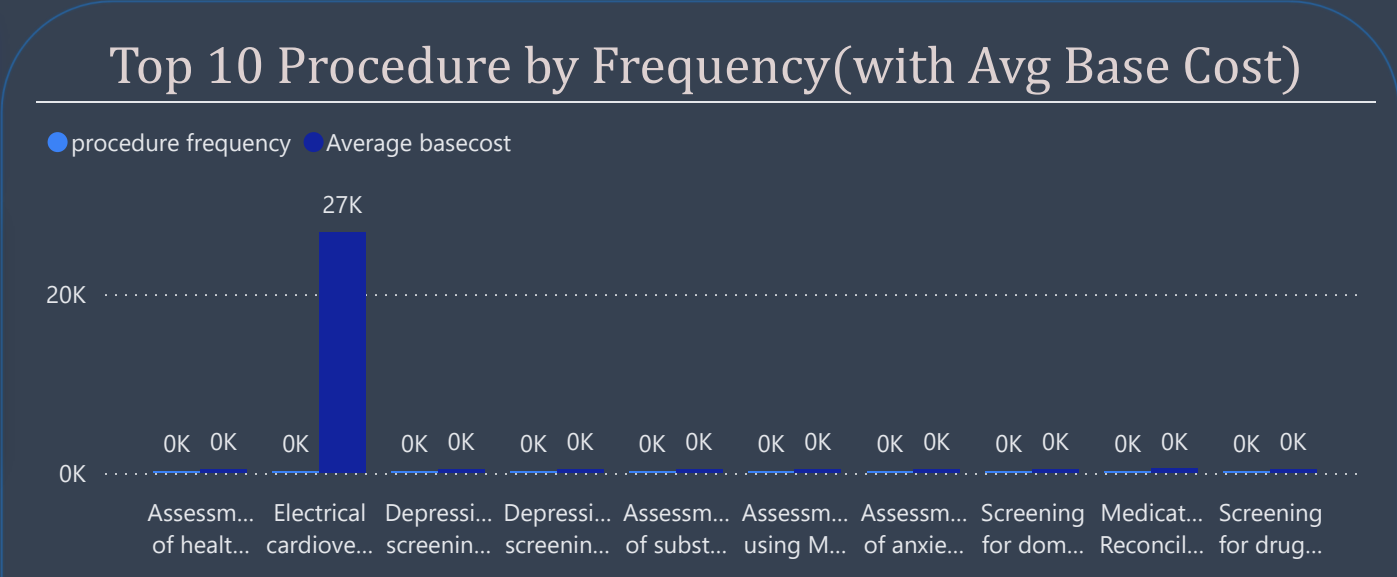 Top 10 Procedure by Frequency(with Avg Base Cost)
procedure frequency Average basecost
27K
20K
0K 0K 0K 0K 0K 0K 0K 0K 0K 0K 0K 0K 0K 0K 0K 0K 0K 0K 0K
0K
Assessm... Electrical Depressi... Depressi... Assessm... Assessm... Assessm... Screening Medicat... Screening
of healt... cardiove... screenin... screenin... of subst... using M... of anxie... for dom... Reconcil... for drug...